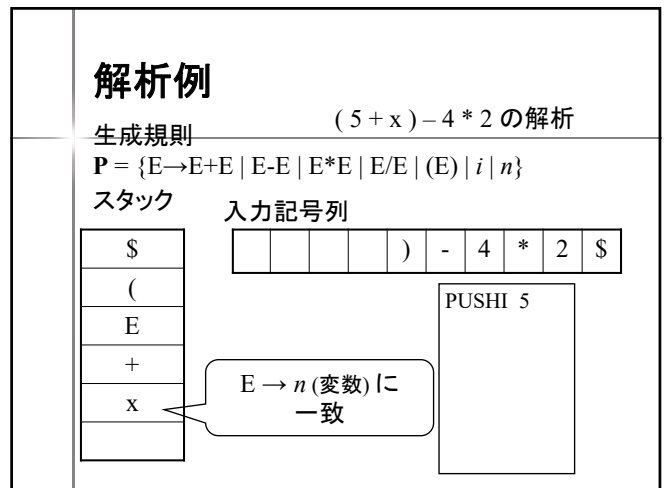 解析例
( 5 + x ) – 4 * 2 の解析
生成規則
P = {E→E+E | E-E | E*E | E/E | (E) | i | n}
スタック
入力記号列
$
(
E
+
x
) - 4 * 2 $
PUSHI 5
E → n (変数) に
一致